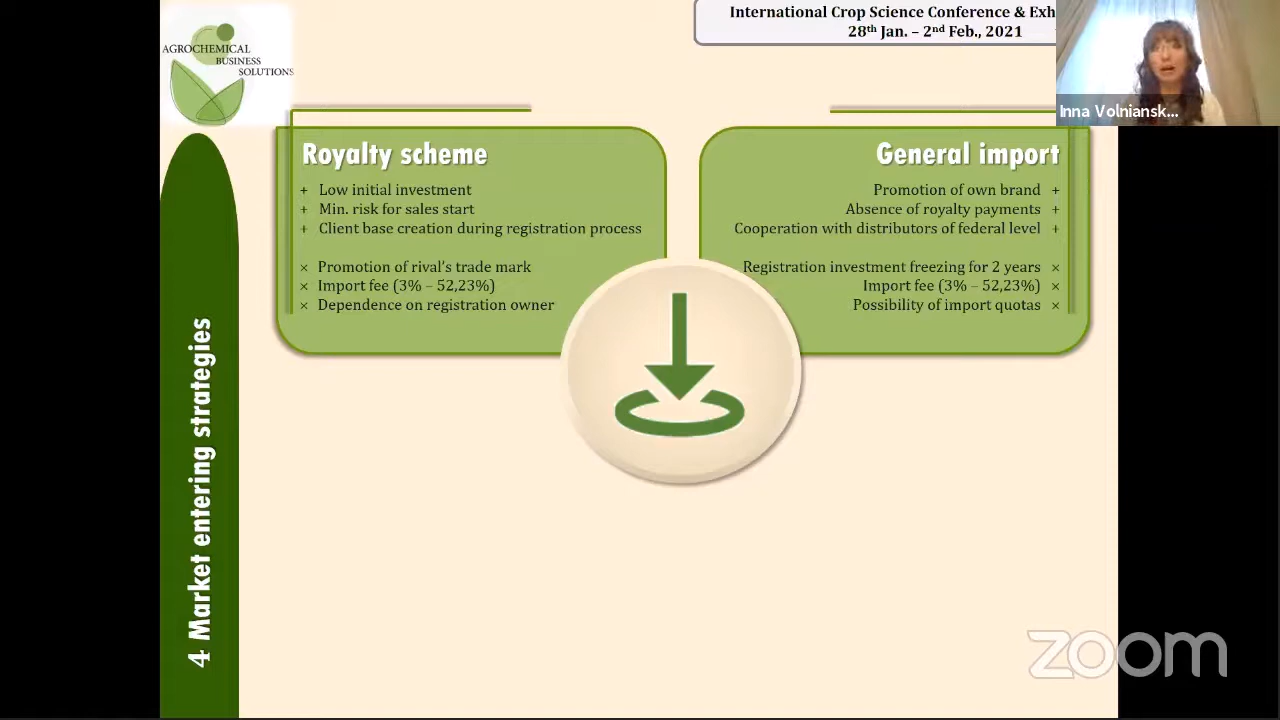 AGROCHEMICAL
BUSINESS
SOLUTIONS
International Crop Science Conference & Exh
28th Jan. – 2nd Feb., 2021
Inna Volniansk...
4 Market entering strategies
Royalty scheme
+ Low initial investment
+ Min. risk for sales start
+ Client base creation during registration process
× Promotion of rival's trade mark
× Import fee (3% – 52,23%)
× Dependence on registration owner
General import
Promotion of own brand +
Absence of royalty payments +
Cooperation with distributors of federal level +
Registration investment freezing for 2 years ×
Import fee (3% – 52,23%) ×
Possibility of import quotas ×
zoom